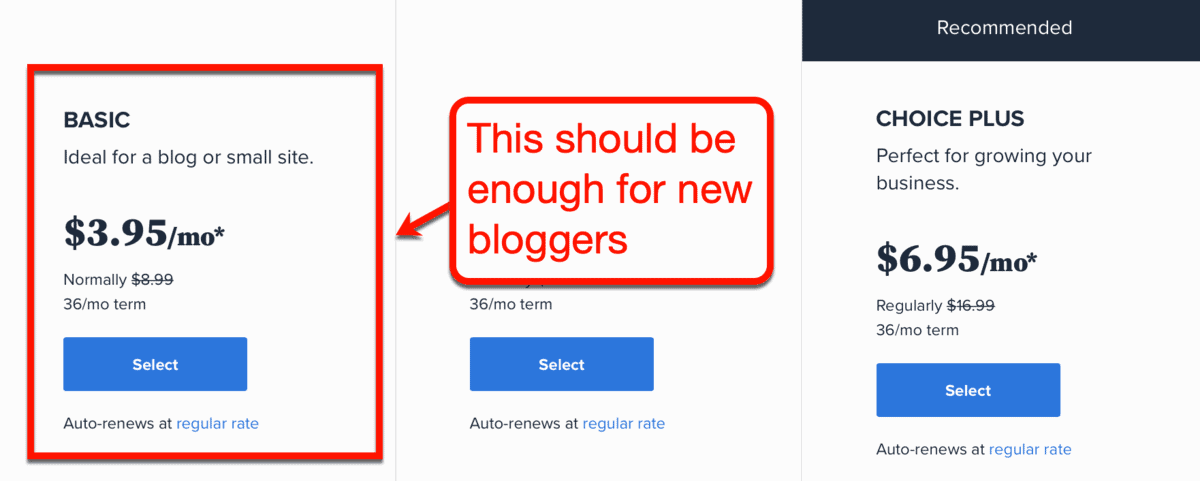 Recommended
BASIC
Ideal for a blog or small site.
$3.95/mo*
Normally $8.99
36/mo term
Select
Auto-renews at regular rate
This should be
enough for new
bloggers
36/mo term
Select
Auto-renews at regular rate
CHOICE PLUS
Perfect for growing your
business.
$6.95/mo*
Regularly $16.99
36/mo term
Select
Auto-renews at regular rate